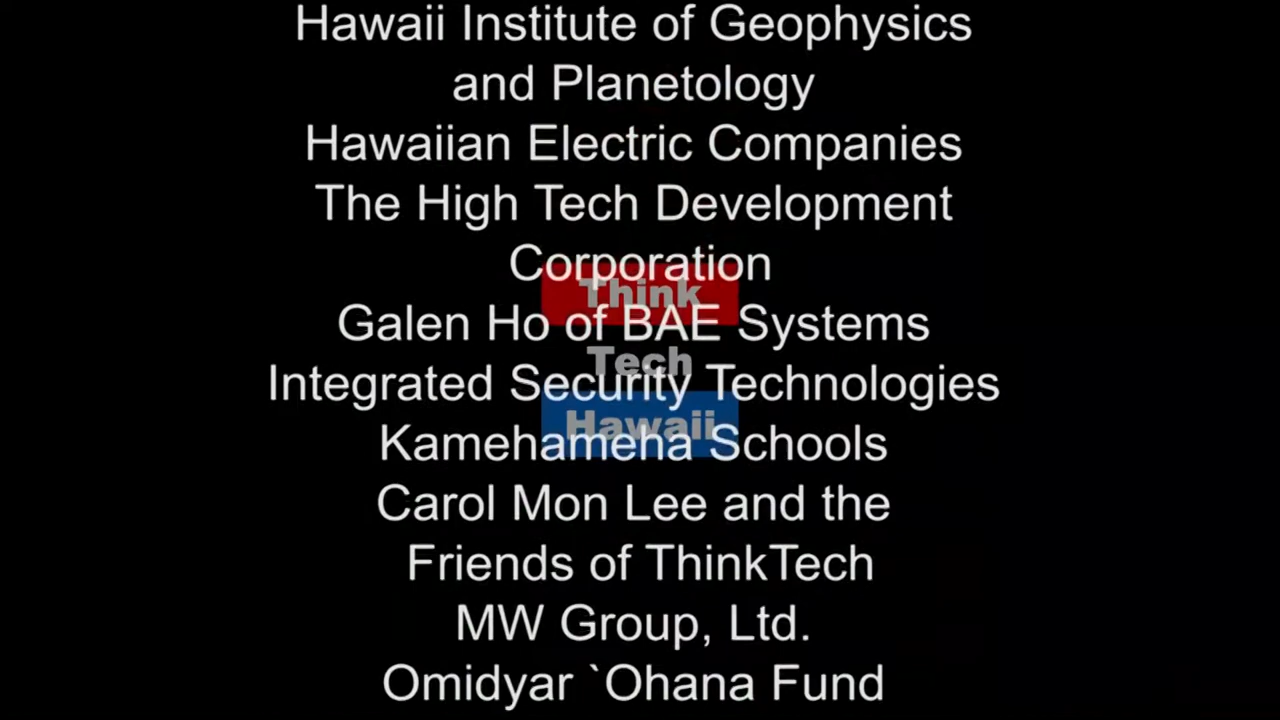 Hawaii Institute of Geophysics
and Planetology
Hawaiian Electric Companies
The High Tech Development
Corporation
Think
Galen Ho of BAE Systems
Tech
Integrated Security Technologies
Hawaii
Kamehameha Schools
Carol Mon Lee and the
Friends of ThinkTech
MW Group, Ltd.
Omidyar `Ohana Fund